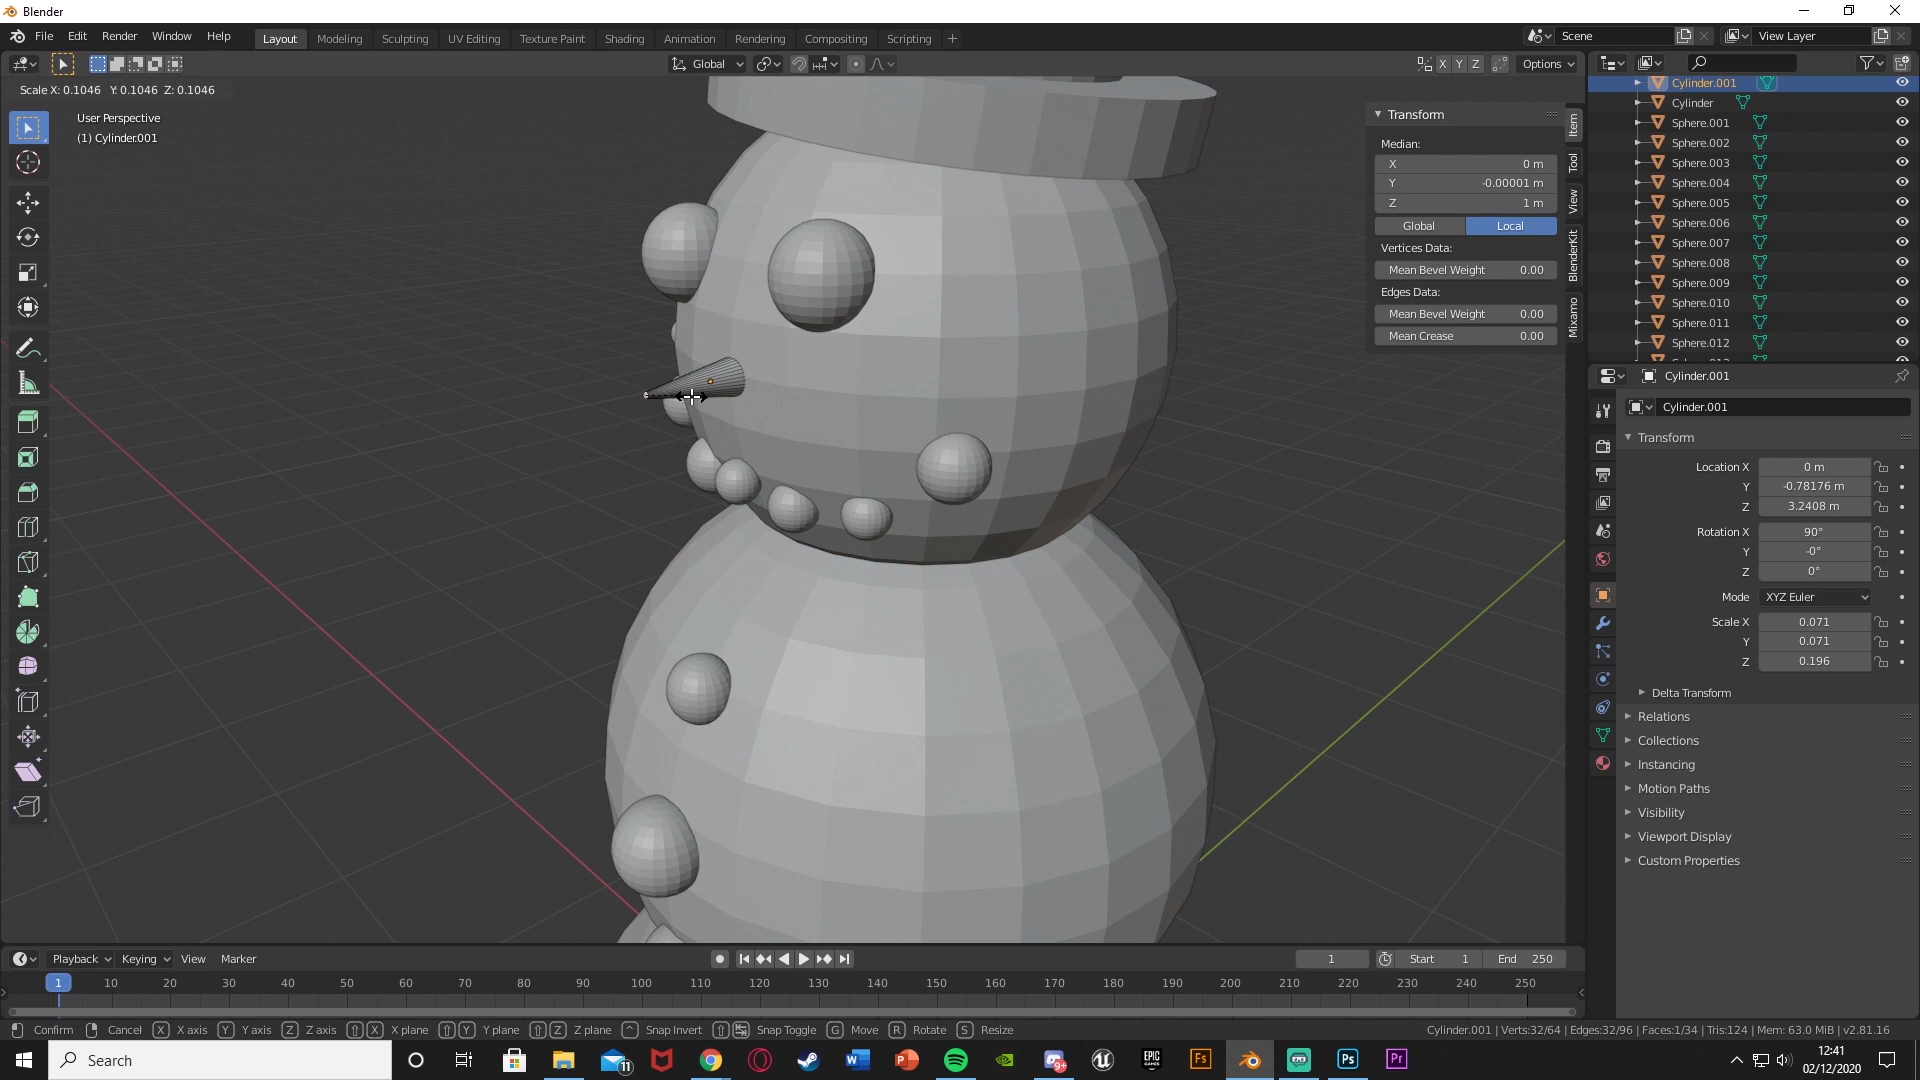 Blender
File Edit Render Window Help
Layout Modeling Sculpting UV Editing Texture Paint Shading Animation Rendering Compositing Scripting +
Scene
View Layer
Global
X Y Z
Options
Scale X: 0.1046 Y: 0.1046 Z: 0.1046
User Perspective
(1) Cylinder.001
Transform
Median:
X 0 m
Y -0.00001 m
Z 1 m
Global Local
Vertices Data:
Mean Bevel Weight 0.00
Edges Data:
Mean Bevel Weight 0.00
Mean Crease 0.00
Item
Tool
View
BlenderKit
Mixamo
Cylinder.001
Cylinder
Sphere.001
Sphere.002
Sphere.003
Sphere.004
Sphere.005
Sphere.006
Sphere.007
Sphere.008
Sphere.009
Sphere.010
Sphere.011
Sphere.012
Cylinder.001
Cylinder.001
Transform
Location X 0 m
Y -0.78176 m
Z 3.2408 m
Rotation X 90°
Y -0°
Z 0°
Mode XYZ Euler
Scale X 0.071
Y 0.071
Z 0.196
Delta Transform
Relations
Collections
Instancing
Motion Paths
Visibility
Viewport Display
Custom Properties
Playback Keying View Marker
1
Start 1
End 250
1 10 20 30 40 50 60 70 80 90 100 110 120 130 140 150 160 170 180 190 200 210 220 230 240 250
Confirm Cancel X X axis Y Y axis Z Z axis X X plane Y Y plane Z Z plane Snap Invert Snap Toggle G Move R Rotate S Resize
Cylinder.001 | Verts:32/64 | Edges:32/96 | Faces:1/34 | Tris:124 | Mem: 63.0 MiB | v2.81.16
Search
11
9+
EPIC GAMES
Fs
Ps
Pr
12:41
02/12/2020